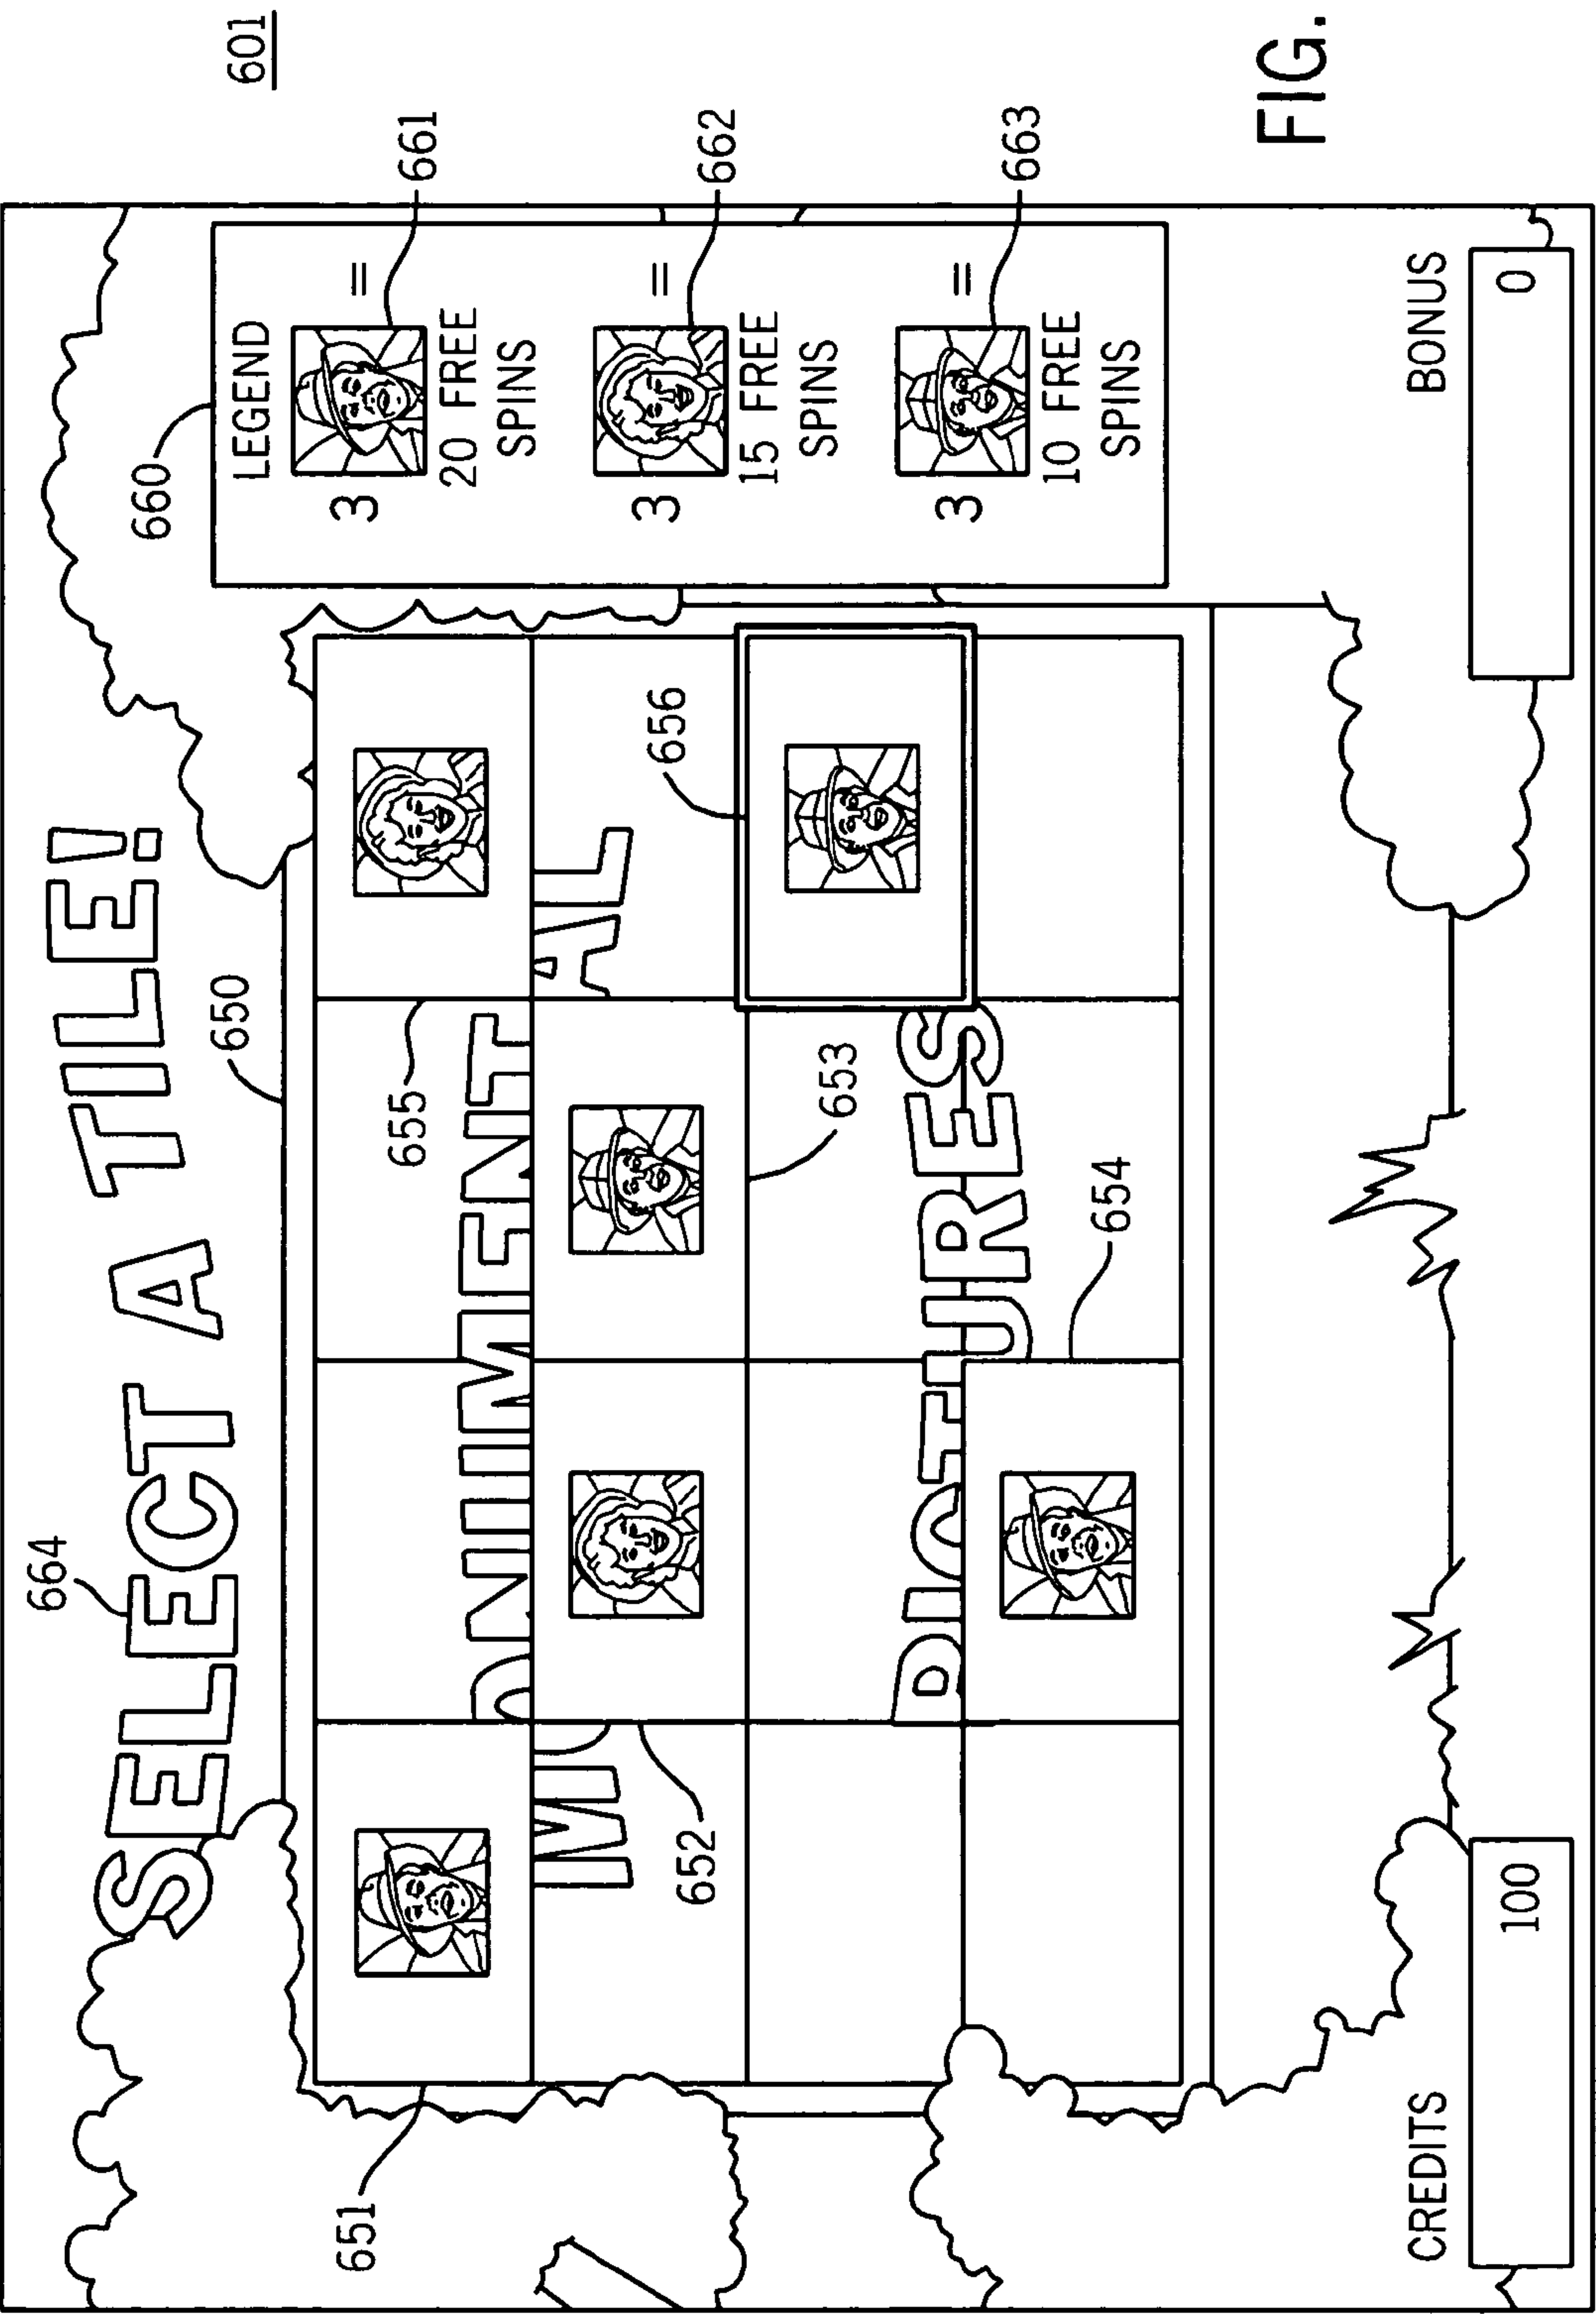 601
664
SELECT A TILE!
650
660
LEGEND
3 =
20 FREE
SPINS
661
3 =
15 FREE
SPINS
662
3 =
10 FREE
SPINS
663
651
652
655
656
653
654
MONUMENTAL
PICTURES
CREDITS
100
BONUS
0
FIG.